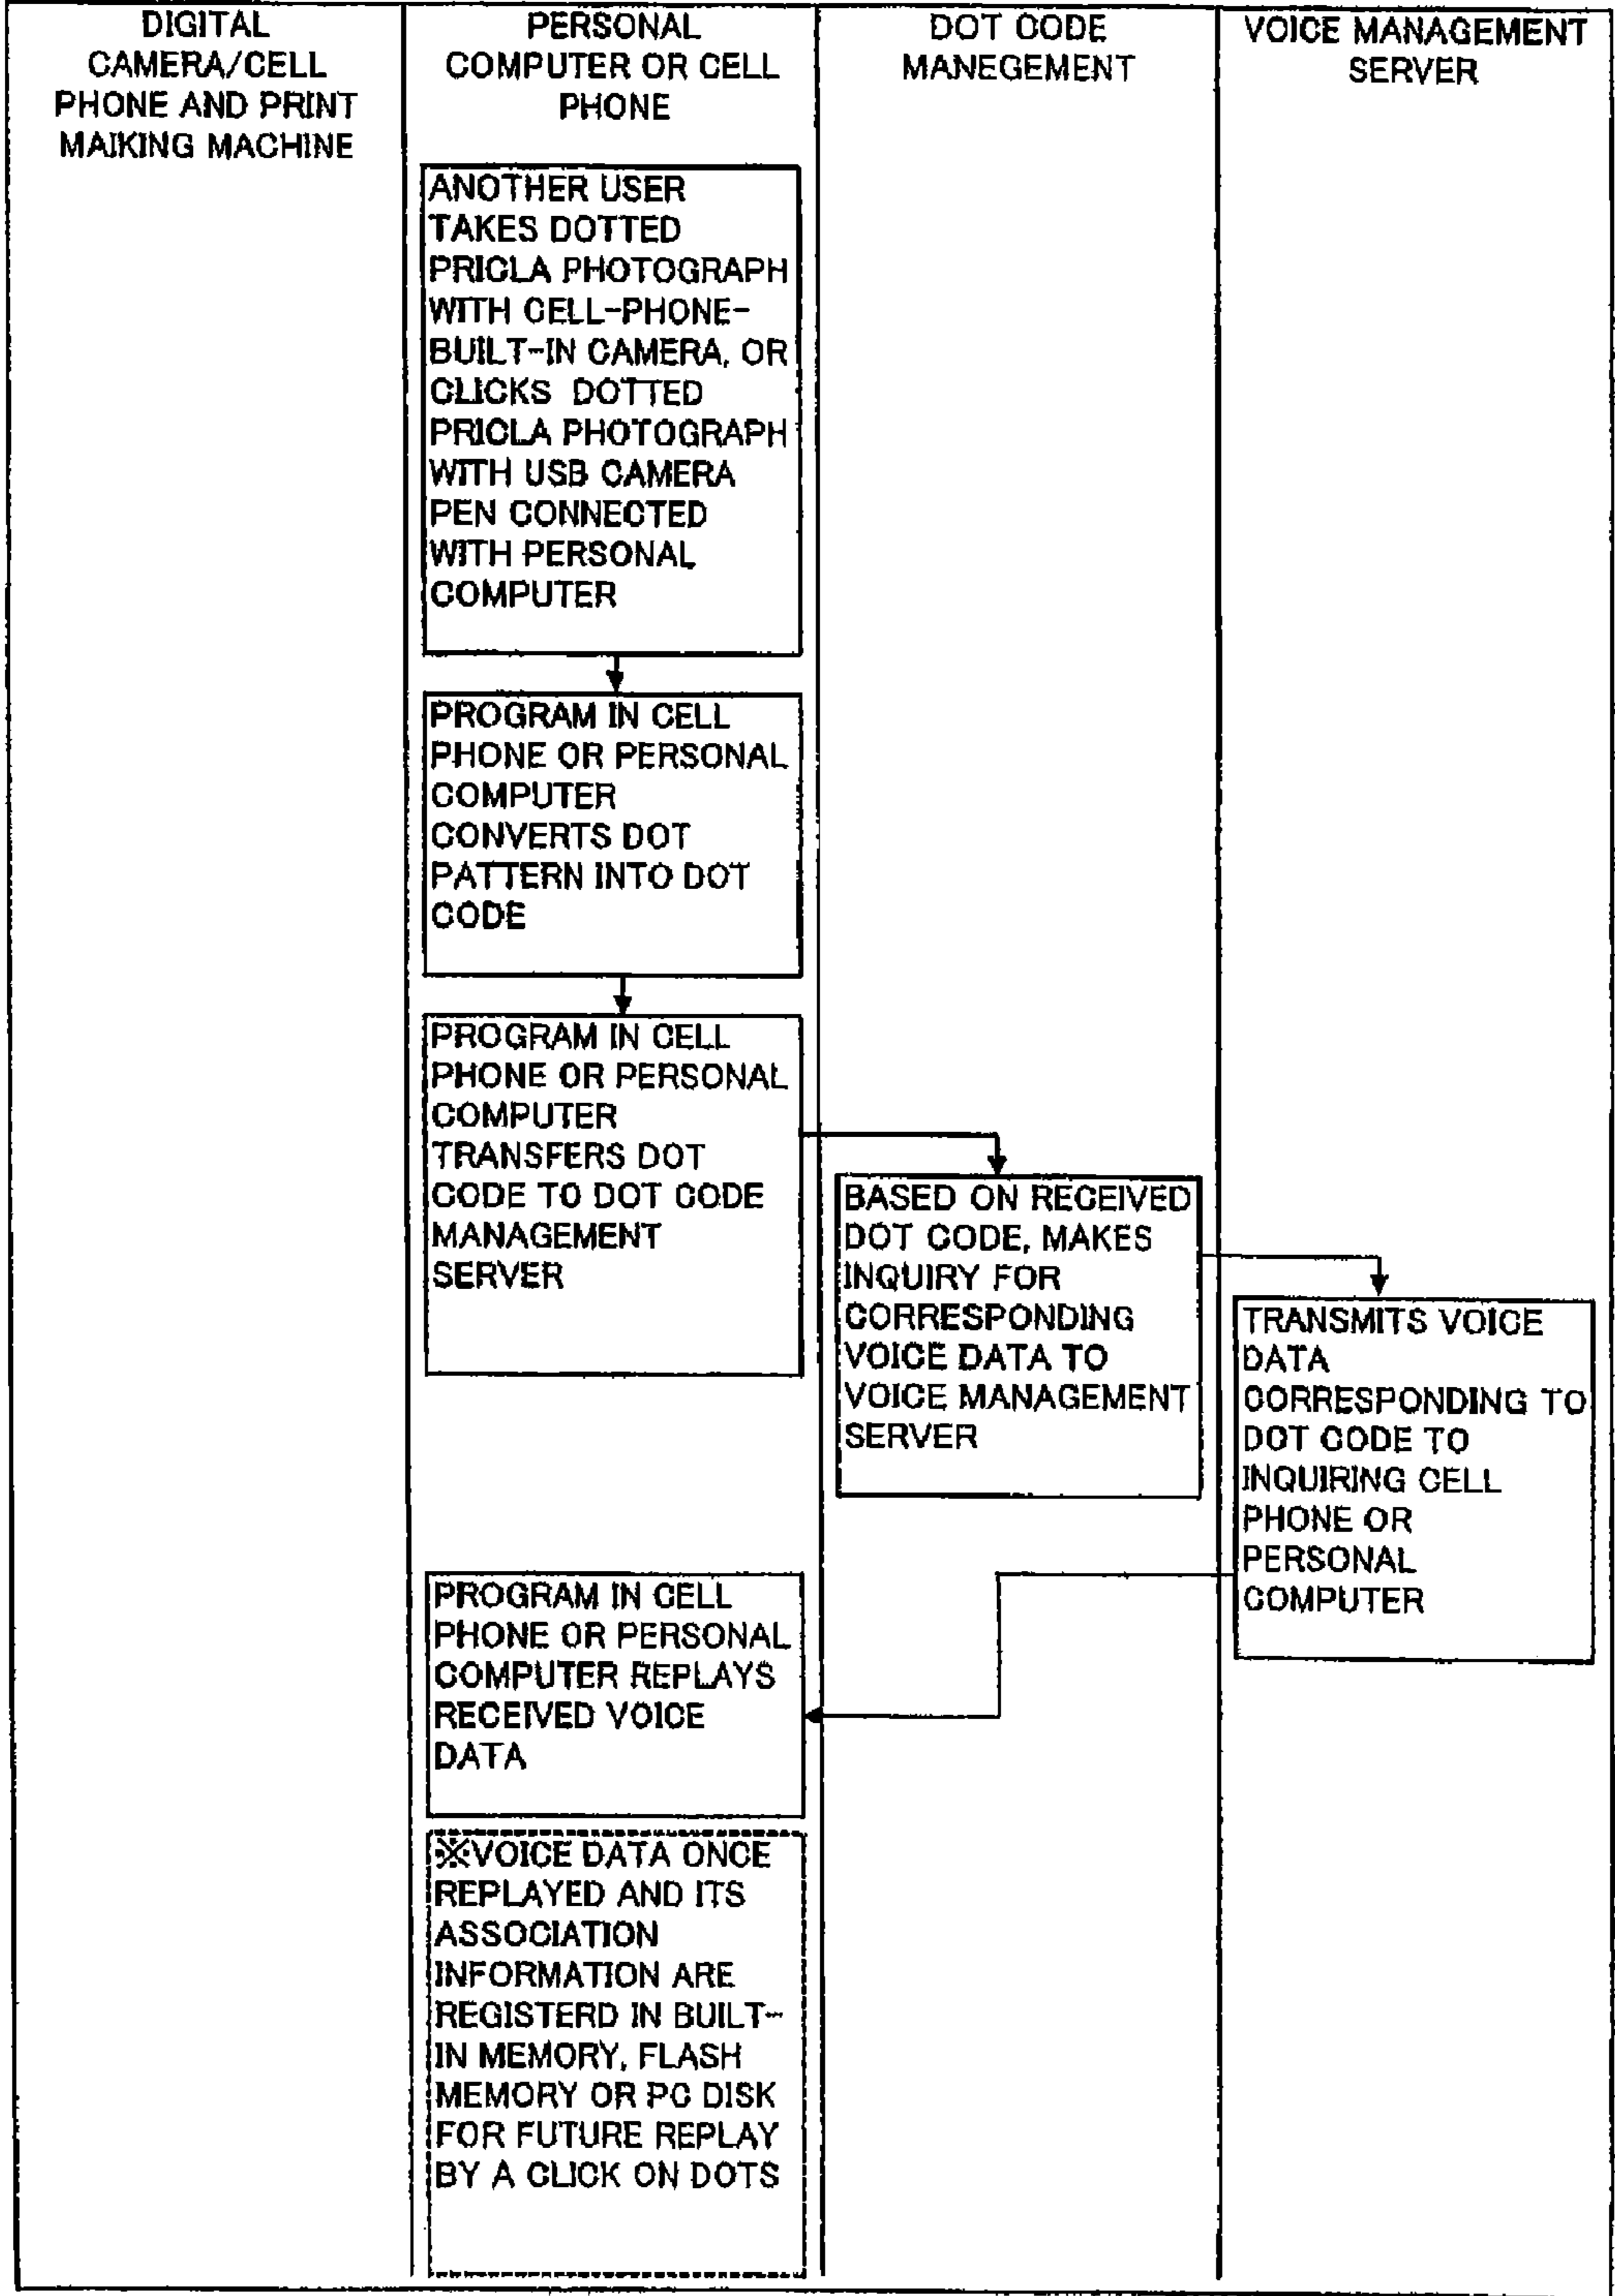 DIGITAL
CAMERA/CELL
PHONE AND PRINT
MAIKING MACHINE
PERSONAL
COMPUTER OR CELL
PHONE
DOT CODE
MANEGEMENT
VOICE MANAGEMENT
SERVER
ANOTHER USER
TAKES DOTTED
PRICLA PHOTOGRAPH
WITH CELL-PHONE-
BUILT-IN CAMERA, OR
CLICKS DOTTED
PRICLA PHOTOGRAPH
WITH USB CAMERA
PEN CONNECTED
WITH PERSONAL
COMPUTER
PROGRAM IN CELL
PHONE OR PERSONAL
COMPUTER
CONVERTS DOT
PATTERN INTO DOT
CODE
PROGRAM IN CELL
PHONE OR PERSONAL
COMPUTER
TRANSFERS DOT
CODE TO DOT CODE
MANAGEMENT
SERVER
BASED ON RECEIVED
DOT CODE, MAKES
INQUIRY FOR
CORRESPONDING
VOICE DATA TO
VOICE MANAGEMENT
SERVER
TRANSMITS VOICE
DATA
CORRESPONDING TO
DOT CODE TO
INQUIRING CELL
PHONE OR
PERSONAL
COMPUTER
PROGRAM IN CELL
PHONE OR PERSONAL
COMPUTER REPLAYS
RECEIVED VOICE
DATA
※VOICE DATA ONCE
REPLAYED AND ITS
ASSOCIATION
INFORMATION ARE
REGISTERD IN BUILT-
IN MEMORY, FLASH
MEMORY OR PC DISK
FOR FUTURE REPLAY
BY A CLICK ON DOTS